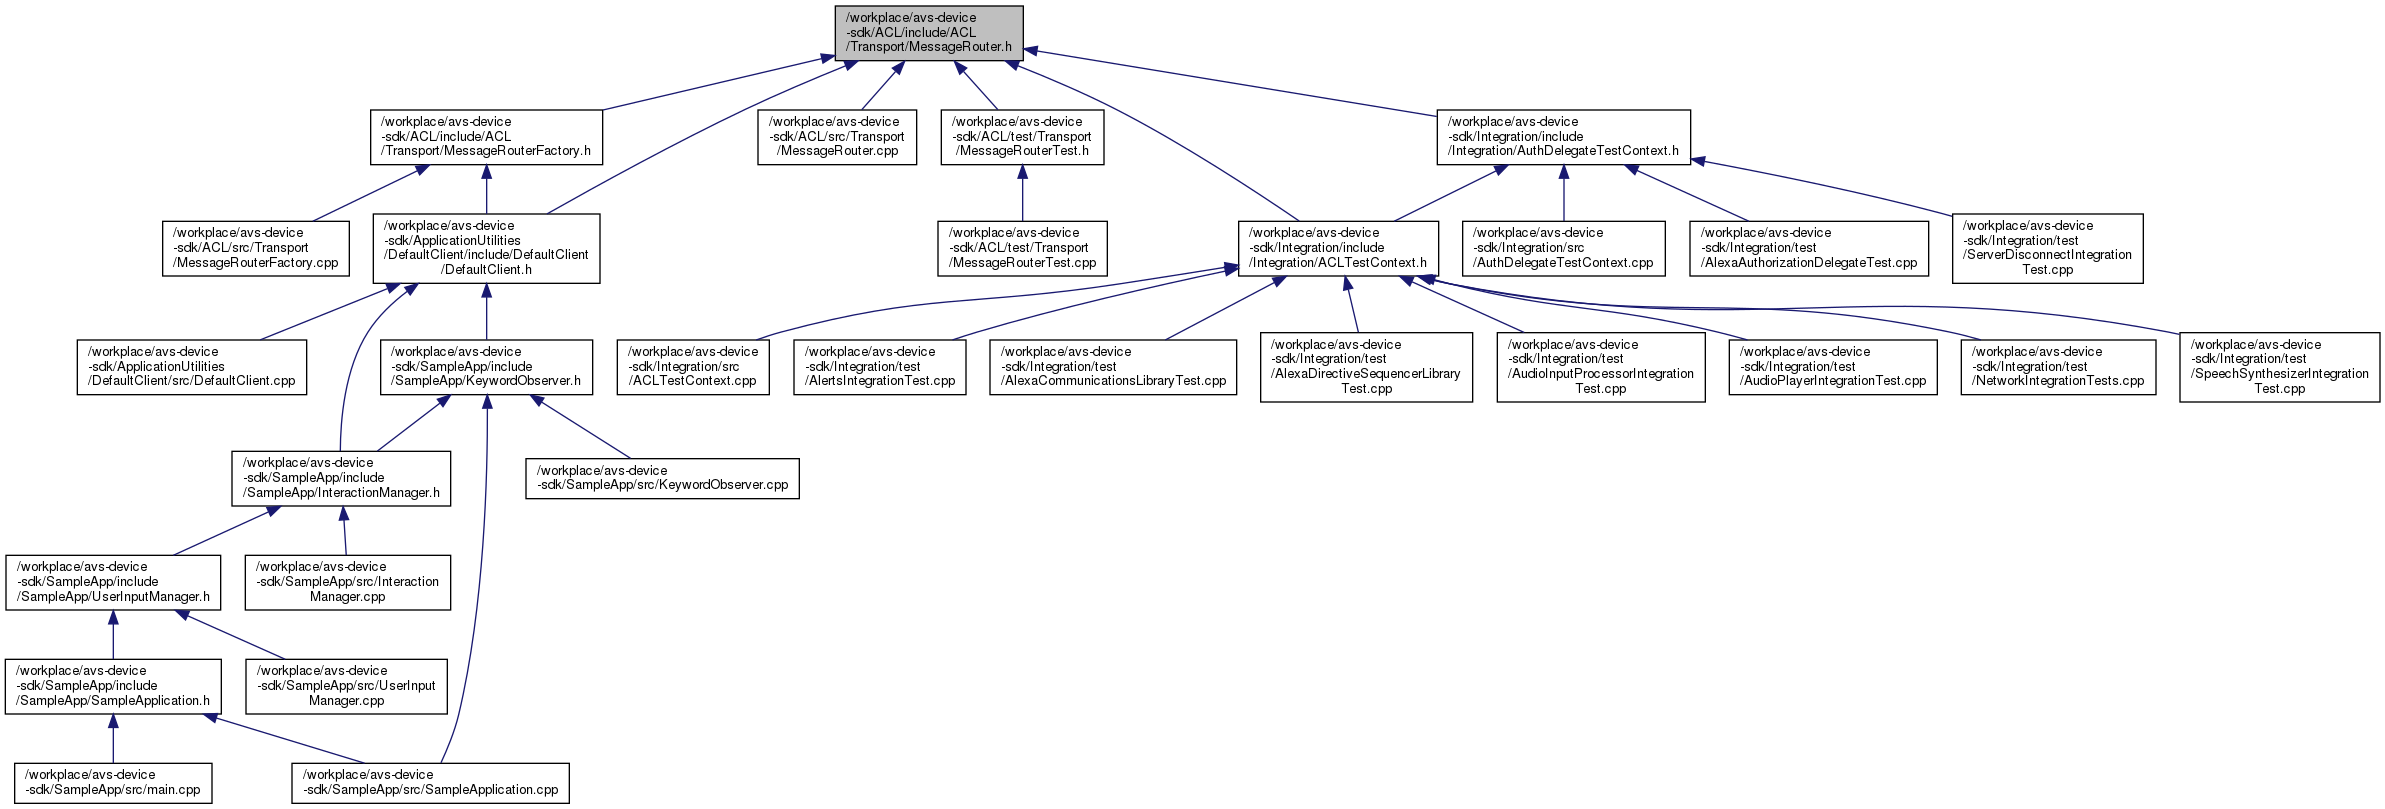 /workplace/avs-device
-sdk/ACL/include/ACL
/Transport/MessageRouter.h
/workplace/avs-device
-sdk/ACL/include/ACL
/Transport/MessageRouterFactory.h
/workplace/avs-device
-sdk/ACL/src/Transport
/MessageRouter.cpp
/workplace/avs-device
-sdk/ACL/test/Transport
/MessageRouterTest.h
/workplace/avs-device
-sdk/Integration/include
/Integration/AuthDelegateTestContext.h
/workplace/avs-device
-sdk/ACL/src/Transport
/MessageRouterFactory.cpp
/workplace/avs-device
-sdk/ApplicationUtilities
/DefaultClient/include/DefaultClient
/DefaultClient.h
/workplace/avs-device
-sdk/ACL/test/Transport
/MessageRouterTest.cpp
/workplace/avs-device
-sdk/Integration/include
/Integration/ACLTestContext.h
/workplace/avs-device
-sdk/Integration/src
/AuthDelegateTestContext.cpp
/workplace/avs-device
-sdk/Integration/test
/AlexaAuthorizationDelegateTest.cpp
/workplace/avs-device
-sdk/Integration/test
/ServerDisconnectIntegration
Test.cpp
/workplace/avs-device
-sdk/ApplicationUtilities
/DefaultClient/src/DefaultClient.cpp
/workplace/avs-device
-sdk/SampleApp/include
/SampleApp/KeywordObserver.h
/workplace/avs-device
-sdk/Integration/src
/ACLTestContext.cpp
/workplace/avs-device
-sdk/Integration/test
/AlertsIntegrationTest.cpp
/workplace/avs-device
-sdk/Integration/test
/AlexaCommunicationsLibraryTest.cpp
/workplace/avs-device
-sdk/Integration/test
/AlexaDirectiveSequencerLibrary
Test.cpp
/workplace/avs-device
-sdk/Integration/test
/AudioInputProcessorIntegration
Test.cpp
/workplace/avs-device
-sdk/Integration/test
/AudioPlayerIntegrationTest.cpp
/workplace/avs-device
-sdk/Integration/test
/NetworkIntegrationTests.cpp
/workplace/avs-device
-sdk/Integration/test
/SpeechSynthesizerIntegration
Test.cpp
/workplace/avs-device
-sdk/SampleApp/include
/SampleApp/InteractionManager.h
/workplace/avs-device
-sdk/SampleApp/src/KeywordObserver.cpp
/workplace/avs-device
-sdk/SampleApp/include
/SampleApp/UserInputManager.h
/workplace/avs-device
-sdk/SampleApp/src/Interaction
Manager.cpp
/workplace/avs-device
-sdk/SampleApp/include
/SampleApp/SampleApplication.h
/workplace/avs-device
-sdk/SampleApp/src/UserInput
Manager.cpp
/workplace/avs-device
-sdk/SampleApp/src/main.cpp
/workplace/avs-device
-sdk/SampleApp/src/SampleApplication.cpp